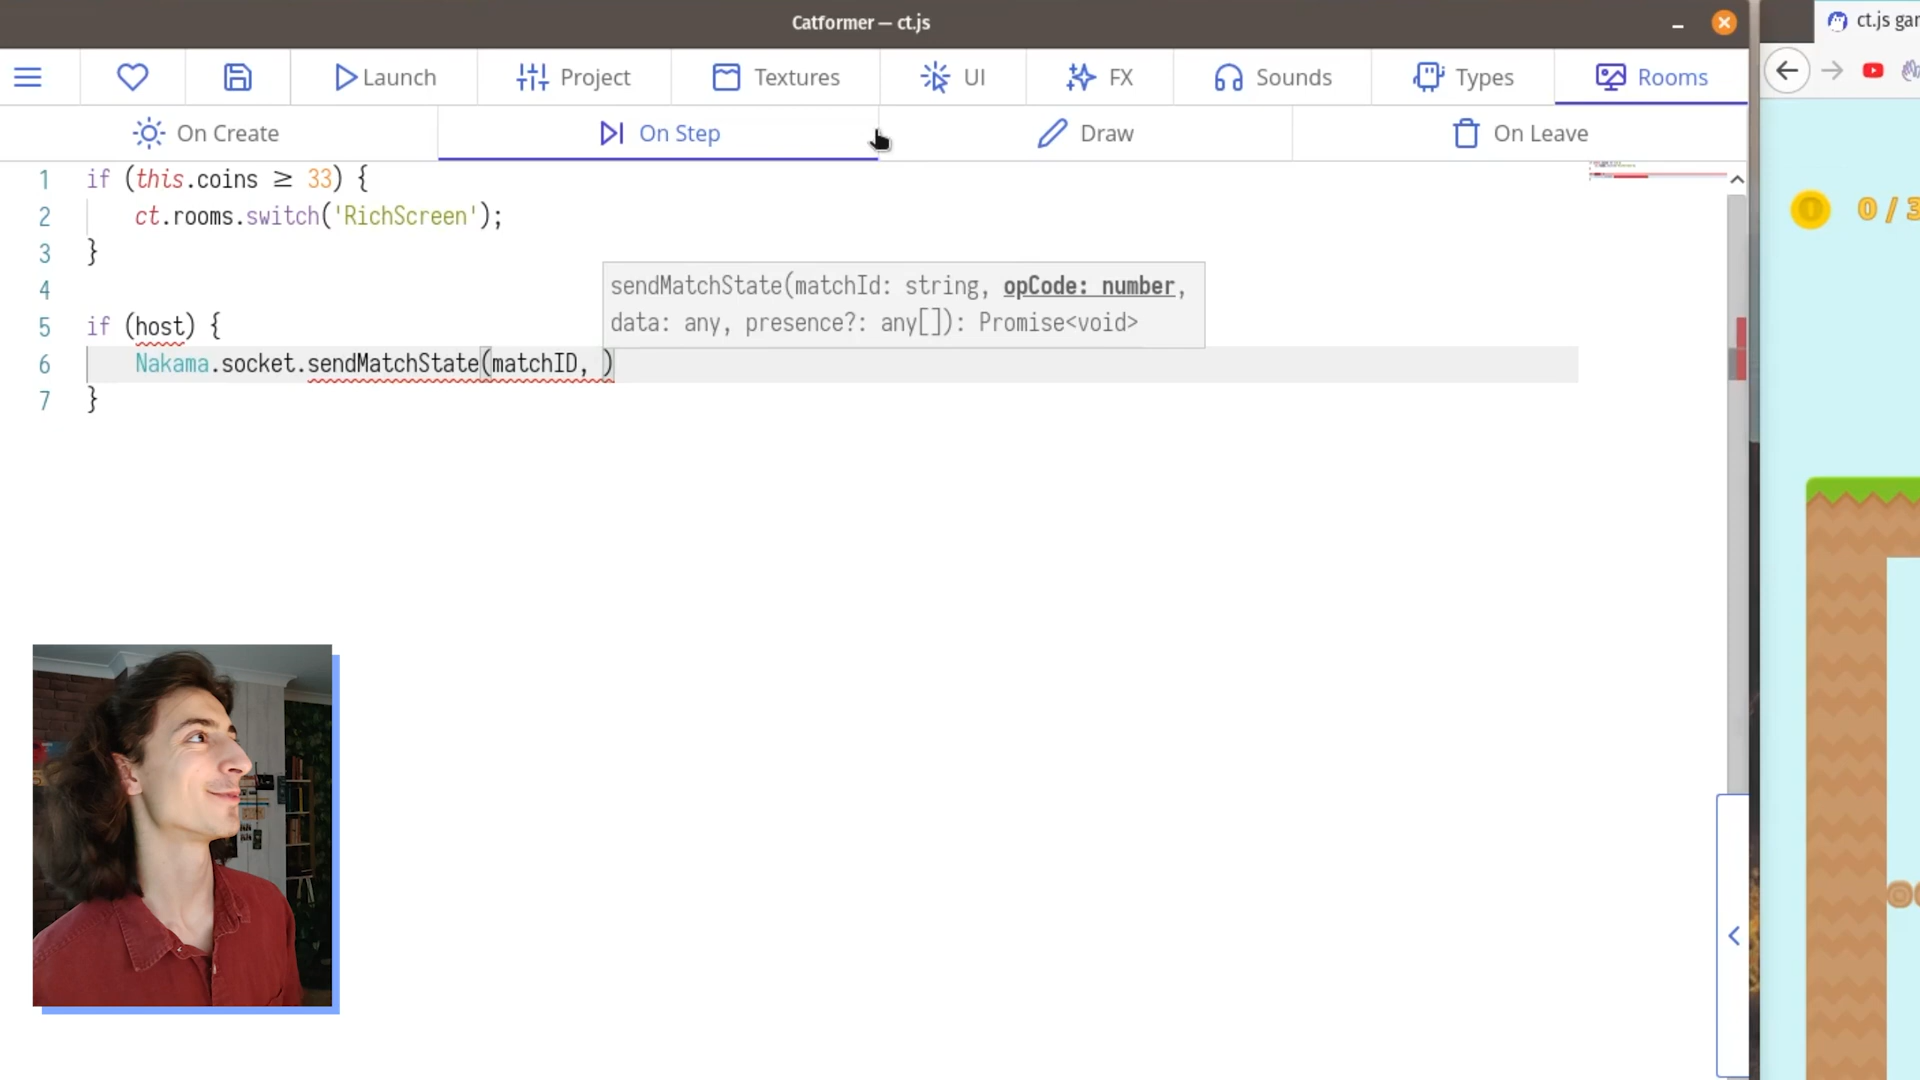 Catformer — ct.js
ct.js gar
Launch
Project
Textures
UI
FX
Sounds
Types
Rooms
On Create
On Step
Draw
On Leave
1 if (this.coins ≥ 33) {
2 ct.rooms.switch('RichScreen');
3 }
4
5 if (host) {
6 Nakama.socket.sendMatchState(matchID, )
7 }
sendMatchState(matchId: string, opCode: number,
data: any, presence?: any[]): Promise<void>
0 / 3